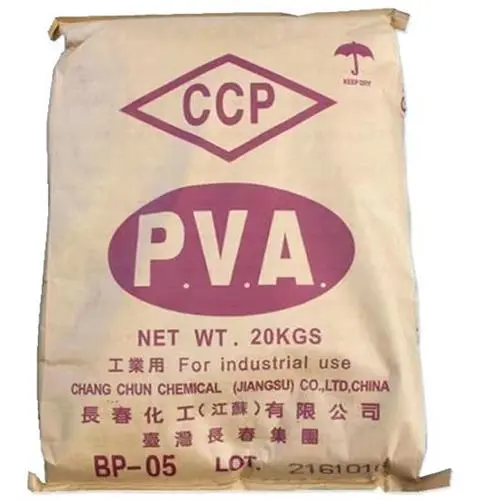 CCP
KEEP DRY
P.V.A.
NET WT. 20KGS
工業用 For industrial use
CHANG CHUN CHEMICAL (JIANGSU) CO.,LTD,CHINA
長春化工(江蘇)有限公司
臺灣長春集團
BP-05 LOT.